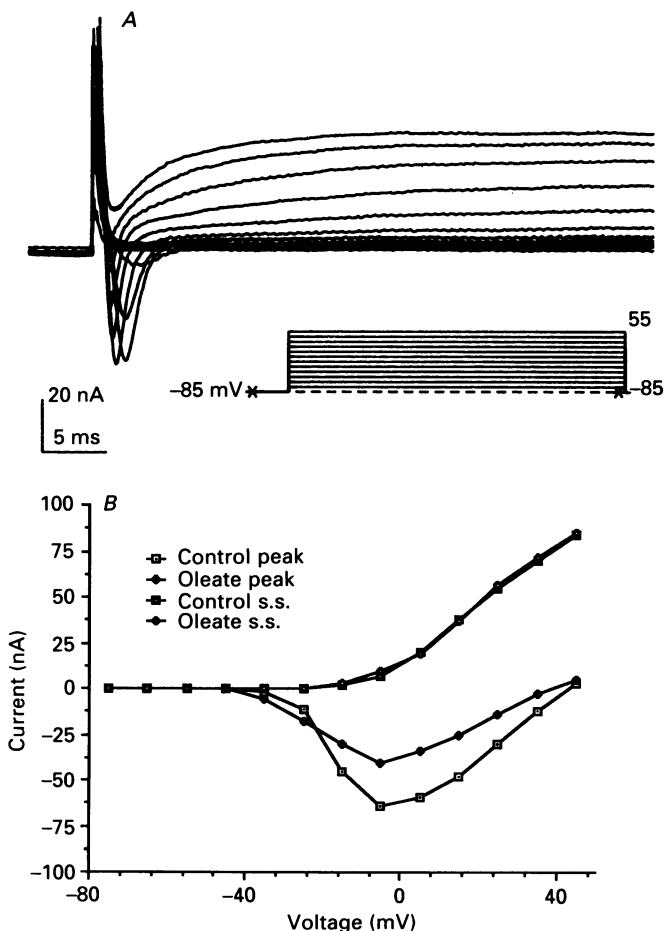 A
55
-85 mV
-85
20 nA
5 ms
B
100
75
50
25
0
-25
-50
-75
-100
Control peak
Oleate peak
Control s.s.
Oleate s.s.
Current (nA)
-80
-40
0
40
Voltage (mV)